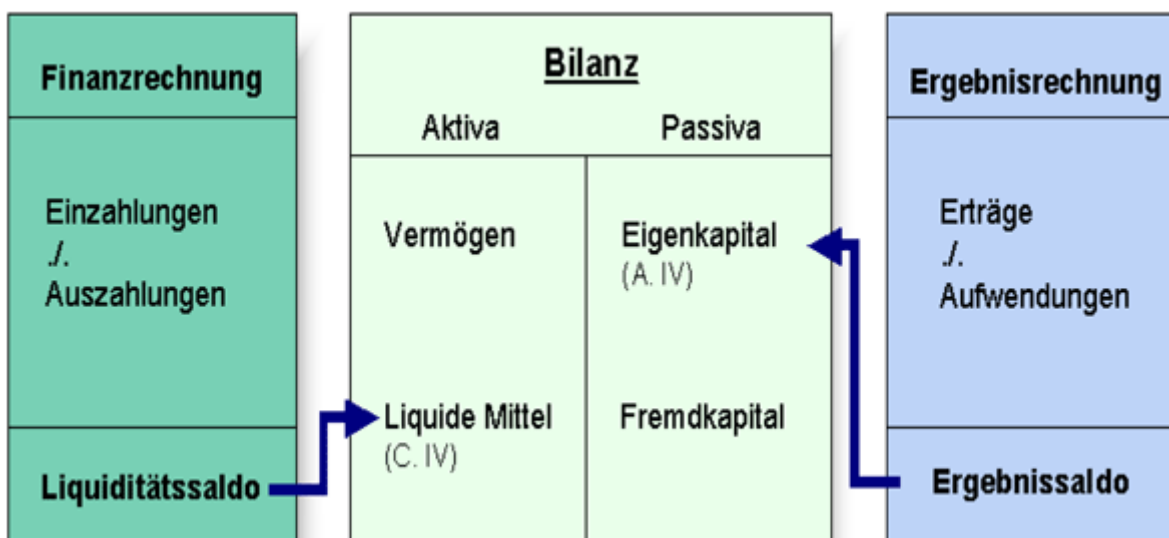 Finanzrechnung
Einzahlungen
./.
Auszahlungen
Liquiditätssaldo
Bilanz
Aktiva
Passiva
Vermögen
Liquide Mittel
(C. IV)
Eigenkapital
(A. IV)
Fremdkapital
Ergebnisrechnung
Erträge
./.
Aufwendungen
Ergebnissaldo